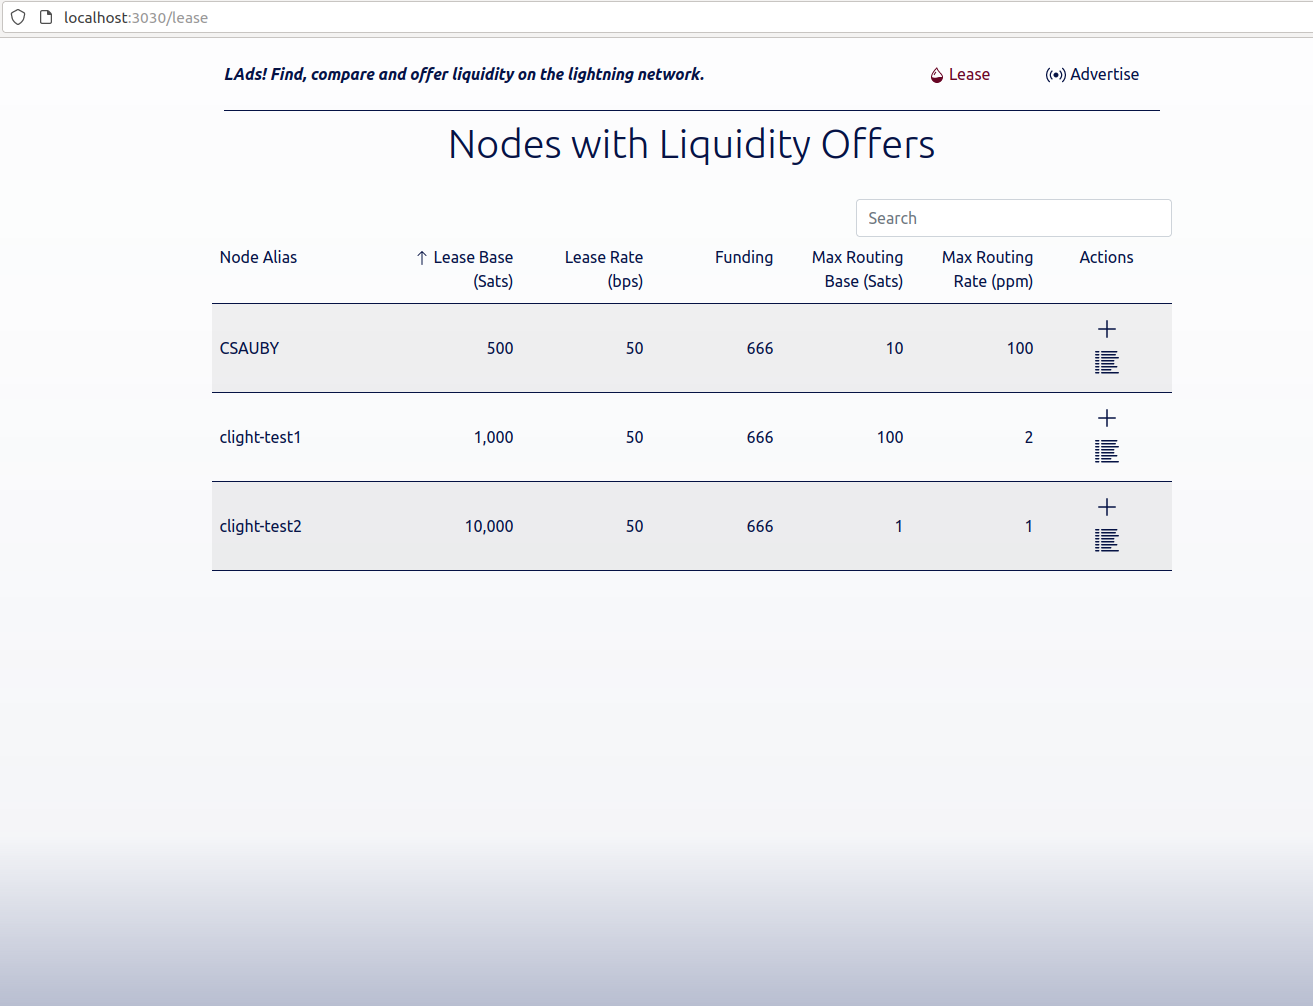 localhost:3030/lease
LAds! Find, compare and offer liquidity on the lightning network.
Lease
Advertise
Nodes with Liquidity Offers
Search
Node Alias ↑ Lease Base Lease Rate Funding Max Routing Max Routing Actions
(Sats) (bps) Base (Sats) Rate (ppm)
CSAUBY 500 50 666 10 100
clight-test1 1,000 50 666 100 2
clight-test2 10,000 50 666 1 1